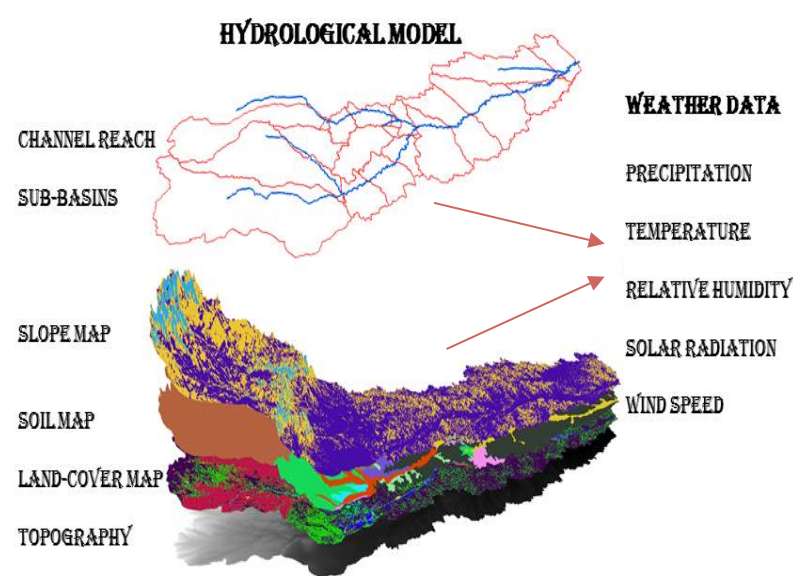 HYDROLOGICAL MODEL
CHANNEL REACH
SUB-BASINS
SLOPE MAP
SOIL MAP
LAND-COVER MAP
TOPOGRAPHY
WEATHER DATA
PRECIPITATION
TEMPERATURE
RELATIVE HUMIDITY
SOLAR RADIATION
WIND SPEED